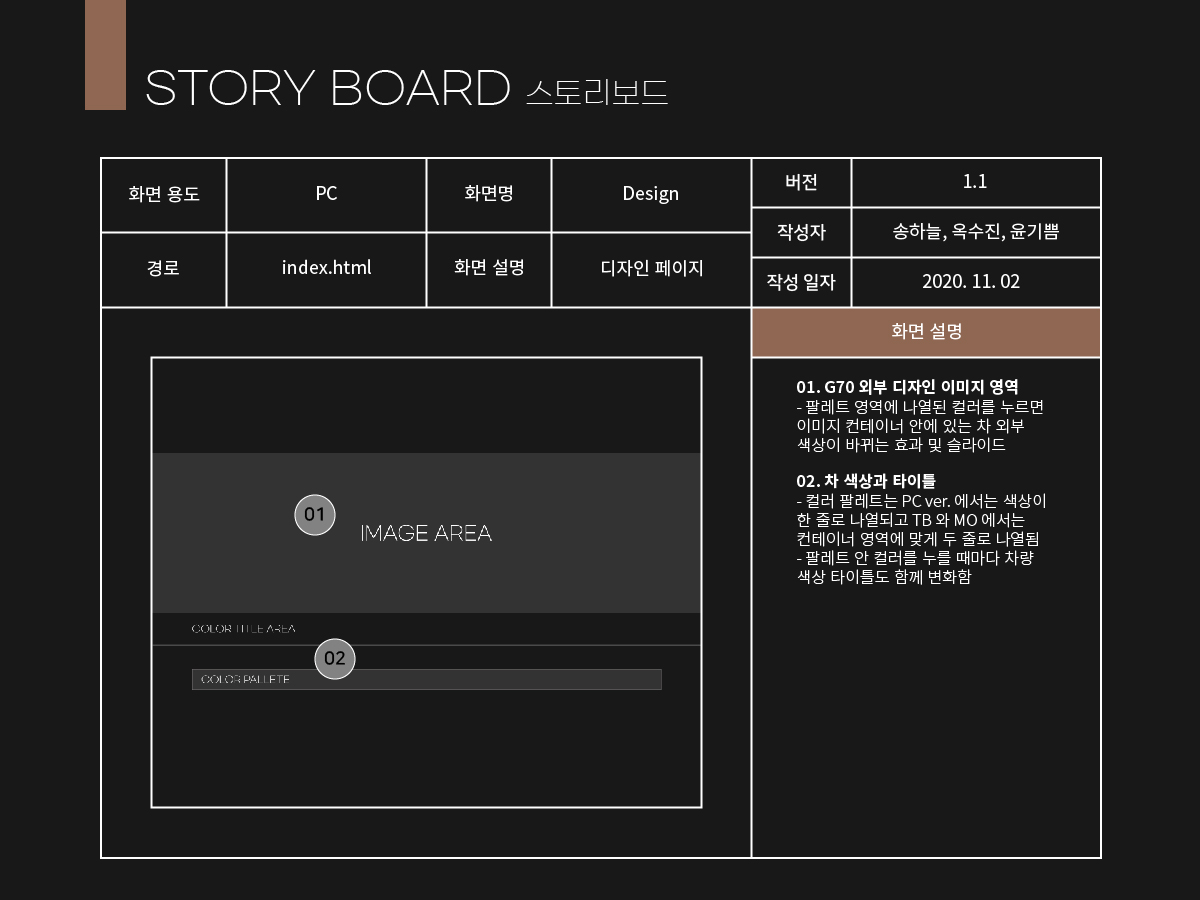 STORY BOARD 스토리보드
화면 용도 PC 화면명 Design 버전 1.1
작성자 송하늘, 옥수진, 윤기쁨
경로 index.html 화면 설명 디자인 페이지 작성 일자 2020. 11. 02
화면 설명
01. G70 외부 디자인 이미지 영역
- 팔레트 영역에 나열된 컬러를 누르면
이미지 컨테이너 안에 있는 차 외부
색상이 바뀌는 효과 및 슬라이드
02. 차 색상과 타이틀
- 컬러 팔레트는 PC ver. 에서는 색상이
한 줄로 나열되고 TB 와 MO 에서는
컨테이너 영역에 맞게 두 줄로 나열됨
- 팔레트 안 컬러를 누를 때마다 차량
색상 타이틀도 함께 변화함
01
IMAGE AREA
COLOR TITLE AREA
02
COLOR PALLETE